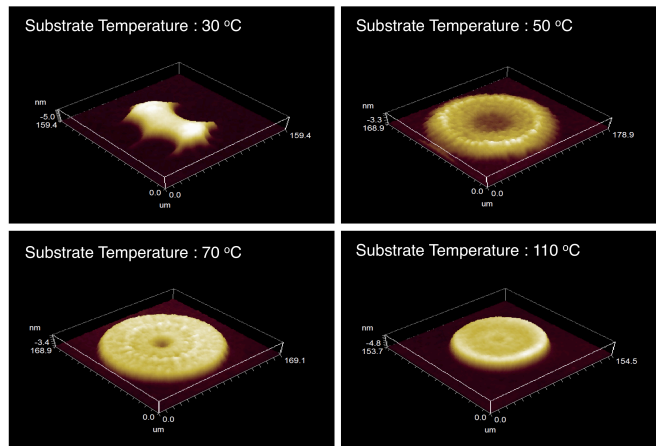 Substrate Temperature : 30 ºC
nm
-5.0
159.4
159.4
0.0 0.0
um
Substrate Temperature : 50 ºC
nm
-3.3
168.9
178.9
0.0 0.0
um
Substrate Temperature : 70 ºC
nm
-3.4
168.9
169.1
0.0 0.0
um
Substrate Temperature : 110 ºC
nm
-4.8
153.7
154.5
0.0 0.0
um